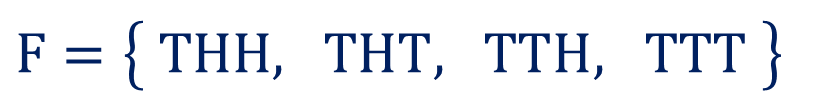 F = { THH, THT, TTH, TTT }